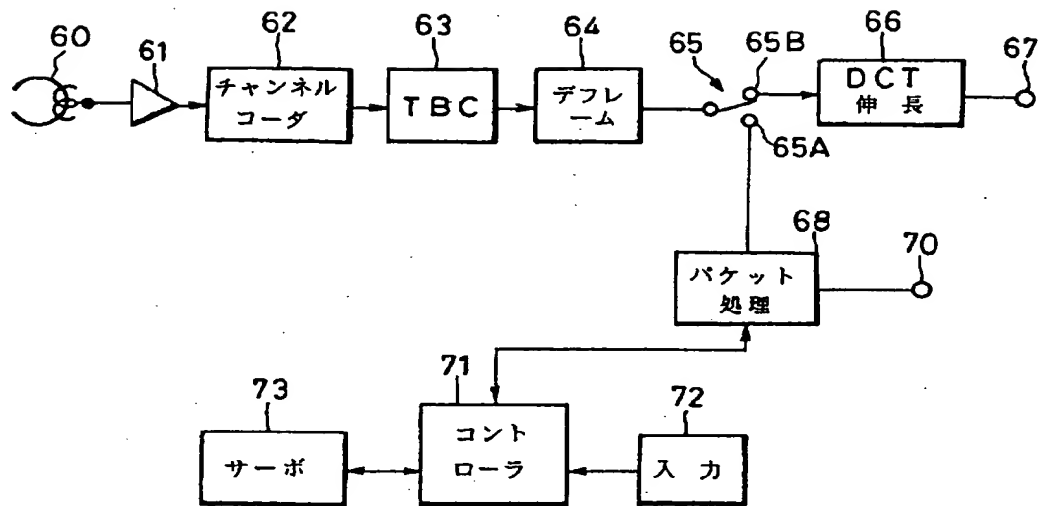 60
61
62
63
64
65
65B
66
67
チャンネル
コーダ
TBC
デフレ
ーム
DCT
伸長
65A
68
70
パケット
処理
71
72
73
コント
ローラ
サーボ
入力